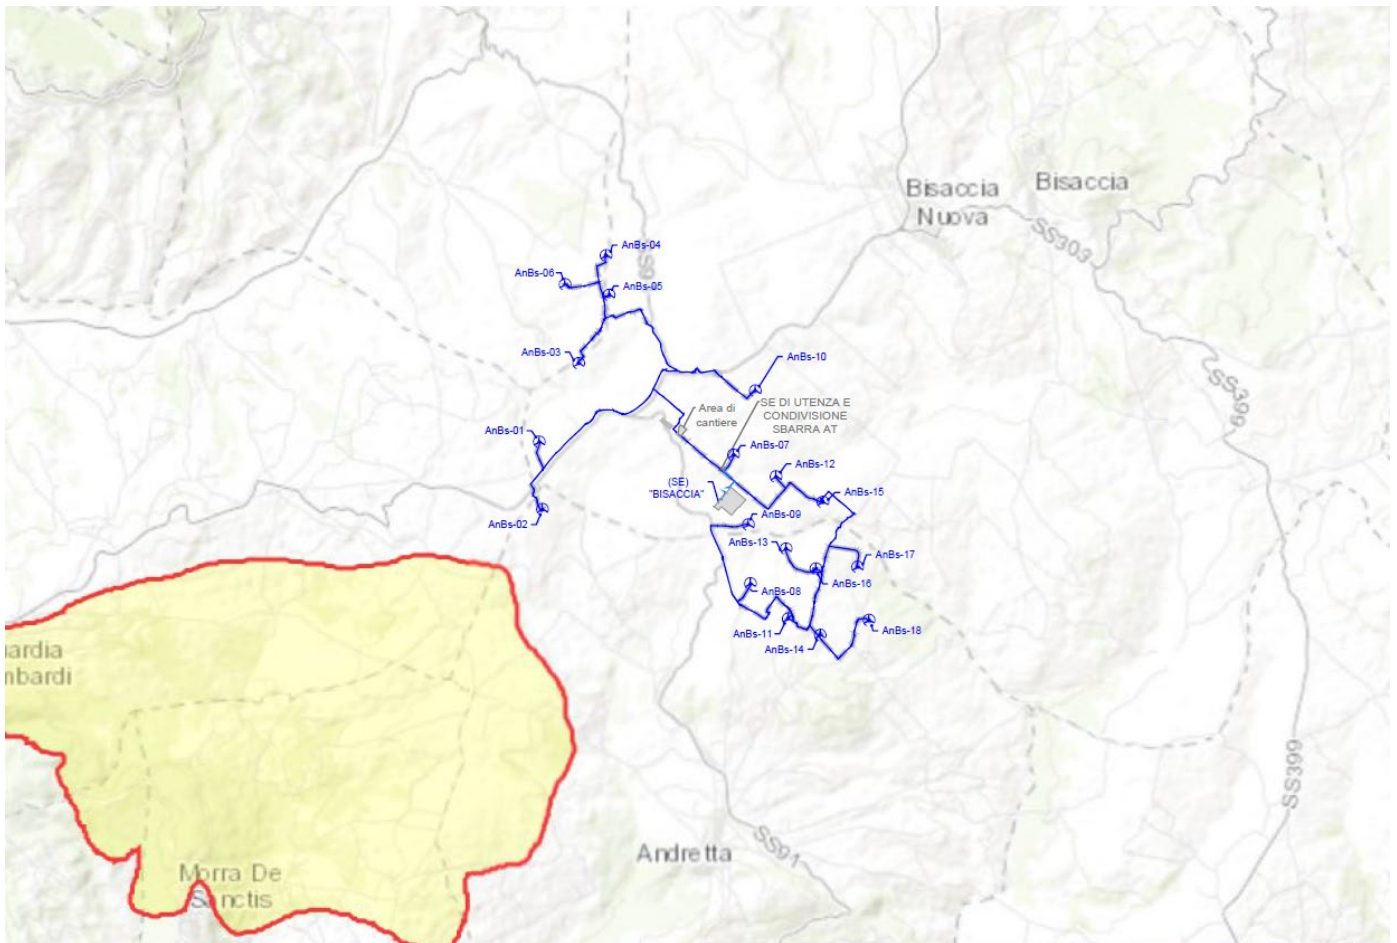 Bisaccia
Nuova
Bisaccia
SS303
AnBs-04
AnBs-06
AnBs-05
AnBs-03
AnBs-10
SS399
Area di
cantiere
SE DI UTENZA E
CONDIVISIONE
SBARRA AT
AnBs-01
AnBs-07
AnBs-12
(SE)
"BISACCIA"
AnBs-15
AnBs-02
AnBs-09
AnBs-13
AnBs-17
AnBs-16
AnBs-08
AnBs-11
AnBs-18
AnBs-14
ardia
mbardi
SS399
SS91
Andretta
Morra De
Sanctis